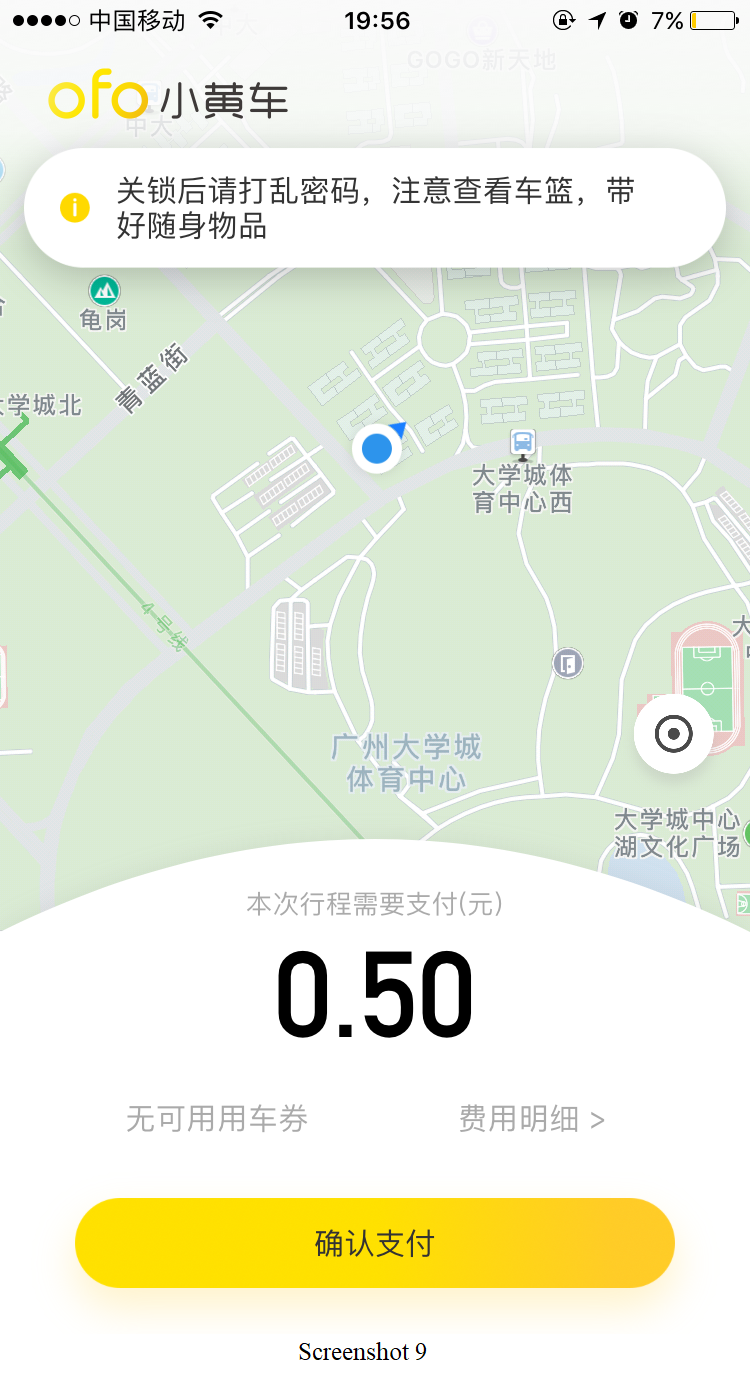 中国移动 19:56 7%
GOGO新天地
ofo小黄车
中大
关锁后请打乱密码，注意查看车篮，带
好随身物品
龟岗
青蓝街
大学城北
大学城体
育中心西
4号线
广州大学城
体育中心
大学城中心
湖文化广场
本次行程需要支付(元)
0.50
无可用用车券 费用明细 >
确认支付
Screenshot 9